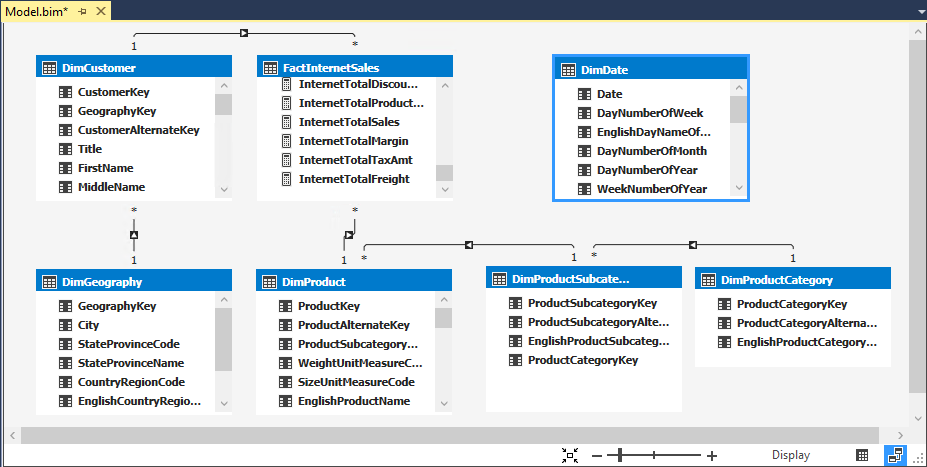 Model.bim*
1
*
DimCustomer
CustomerKey
GeographyKey
CustomerAlternateKey
Title
FirstName
MiddleName
FactInternetSales
InternetTotalDiscou...
InternetTotalProduct...
InternetTotalSales
InternetTotalMargin
InternetTotalTaxAmt
InternetTotalFreight
DimDate
Date
DayNumberOfWeek
EnglishDayNameOf...
DayNumberOfMonth
DayNumberOfYear
WeekNumberOfYear
*
1
*
1
*
1
*
1
DimGeography
GeographyKey
City
StateProvinceCode
StateProvinceName
CountryRegionCode
EnglishCountryRegio...
DimProduct
ProductKey
ProductAlternateKey
ProductSubcategory...
WeightUnitMeasureC...
SizeUnitMeasureCode
EnglishProductName
DimProductSubcate...
ProductSubcategoryKey
ProductSubcategoryAlte...
EnglishProductSubcateg...
ProductCategoryKey
DimProductCategory
ProductCategoryKey
ProductCategoryAlterna...
EnglishProductCategory...
Display